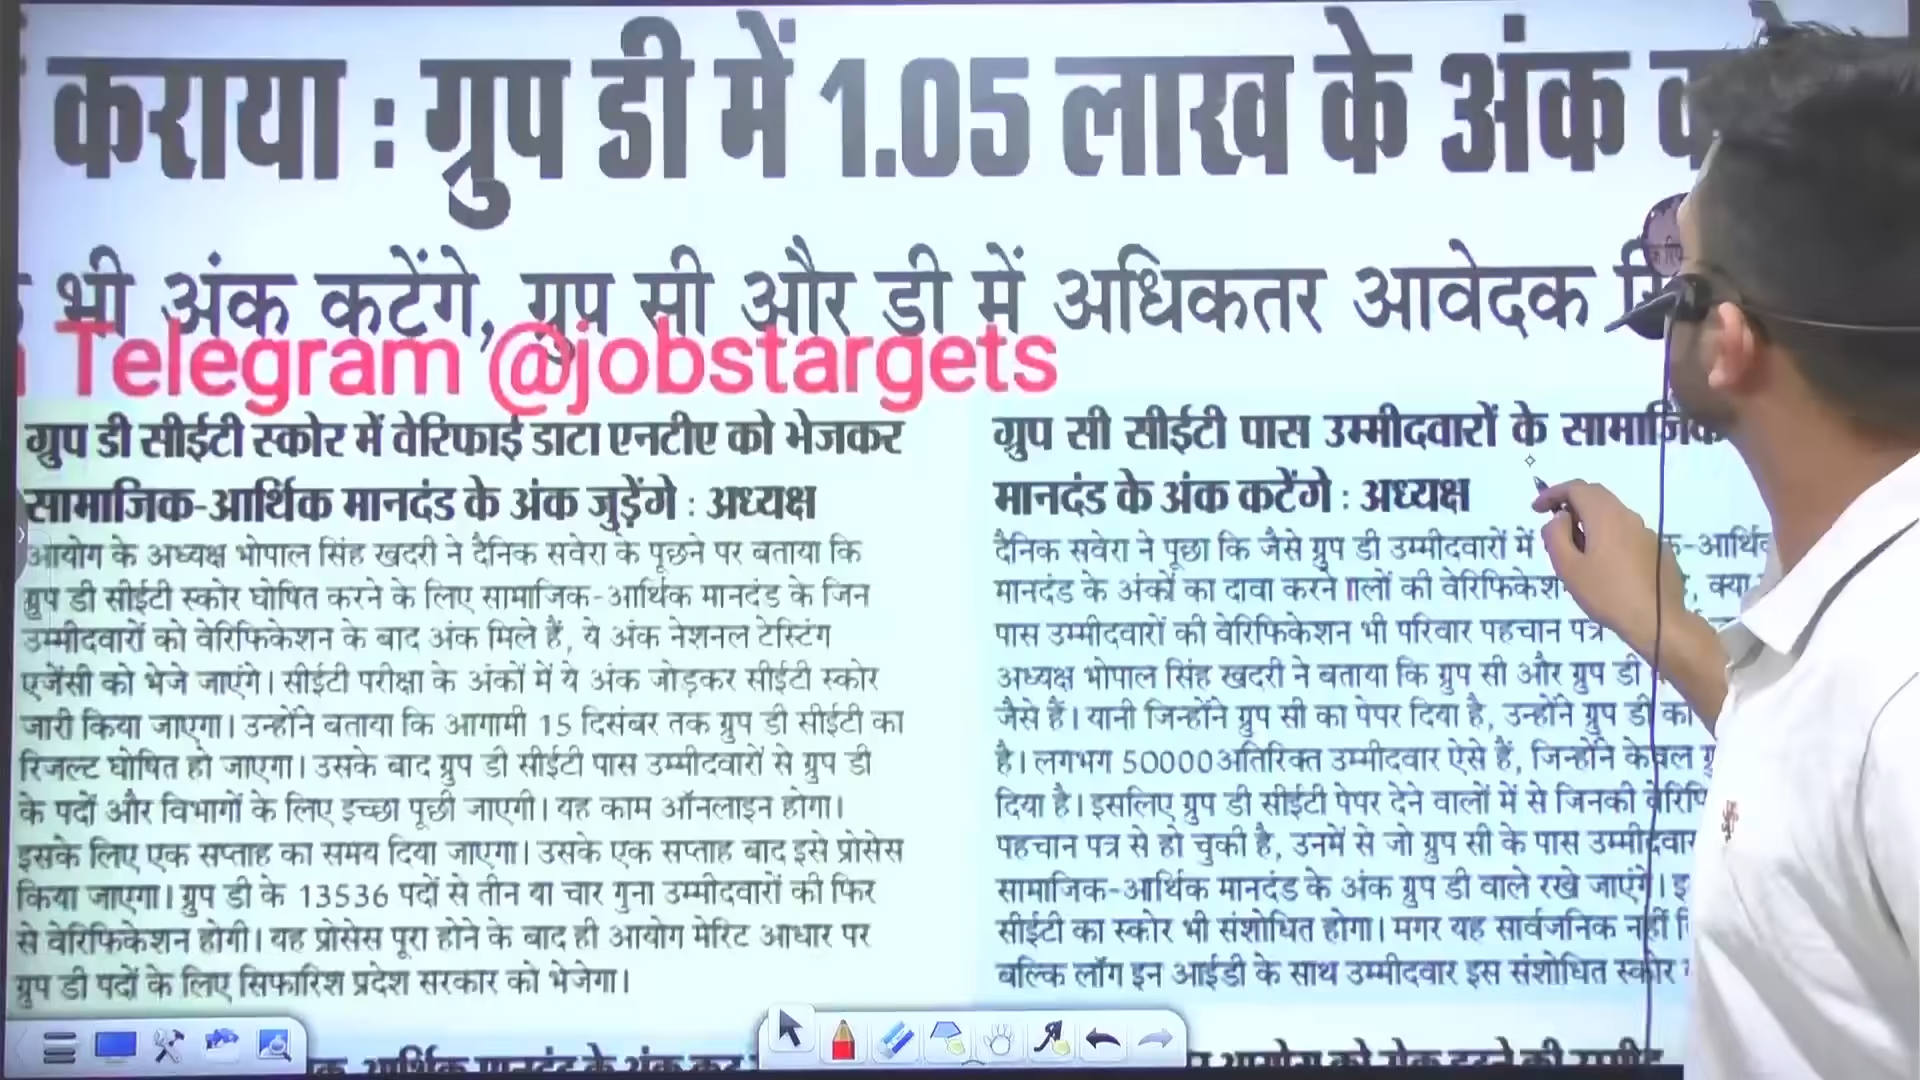 कराया : ग्रुप डी में 1.05 लाख के अंक
भी अंक कटेंगे, ग्रुप सी और डी में अधिकतर आवेदक
Telegram @jobstargets
ग्रुप डी सीईटी स्कोर में वेरिफाई डाटा एनटीए को भेजकर
सामाजिक-आर्थिक मानदंड के अंक जुड़ेंगे : अध्यक्ष
आयोग के अध्यक्ष भोपाल सिंह खदरी ने दैनिक सवेरा के पूछने पर बताया कि
ग्रुप डी सीईटी स्कोर घोषित करने के लिए सामाजिक-आर्थिक मानदंड के जिन
उम्मीदवारों को वेरिफिकेशन के बाद अंक मिले हैं, ये अंक नेशनल टेस्टिंग
एजेंसी को भेजे जाएंगे। सीईटी परीक्षा के अंकों में ये अंक जोड़कर सीईटी स्कोर
जारी किया जाएगा। उन्होंने बताया कि आगामी 15 दिसंबर तक ग्रुप डी सीईटी का
रिजल्ट घोषित हो जाएगा। उसके बाद ग्रुप डी सीईटी पास उम्मीदवारों से ग्रुप डी
के पदों और विभागों के लिए इच्छा पूछी जाएगी। यह काम ऑनलाइन होगा।
इसके लिए एक सप्ताह का समय दिया जाएगा। उसके एक सप्ताह बाद इसे प्रोसेस
किया जाएगा। ग्रुप डी के 13536 पदों से तीन या चार गुना उम्मीदवारों की फिर
से वेरिफिकेशन होगी। यह प्रोसेस पूरा होने के बाद ही आयोग मेरिट आधार पर
ग्रुप डी पदों के लिए सिफारिश प्रदेश सरकार को भेजेगा।
ग्रुप सी सीईटी पास उम्मीदवारों के सामाजिक
मानदंड के अंक कटेंगे : अध्यक्ष
दैनिक सवेरा ने पूछा कि जैसे ग्रुप डी उम्मीदवारों में क-आर्थिक
मानदंड के अंकों का दावा करने वालों की वेरिफिकेशन , क्या
पास उम्मीदवारों की वेरिफिकेशन भी परिवार पहचान पत्र
अध्यक्ष भोपाल सिंह खदरी ने बताया कि ग्रुप सी और ग्रुप डी
जैसे हैं। यानी जिन्होंने ग्रुप सी का पेपर दिया है, उन्होंने ग्रुप डी का
है। लगभग 50000 अतिरिक्त उम्मीदवार ऐसे हैं, जिन्होंने केवल
दिया है। इसलिए ग्रुप डी सीईटी पेपर देने वालों में से जिनकी वेरिफि
पहचान पत्र से हो चुकी है, उनमें से जो ग्रुप सी के पास उम्मीदवार
सामाजिक-आर्थिक मानदंड के अंक ग्रुप डी वाले रखे जाएंगे।
सीईटी का स्कोर भी संशोधित होगा। मगर यह सार्वजनिक नहीं
बल्कि लॉग इन आईडी के साथ उम्मीदवार इस संशोधित स्कोर